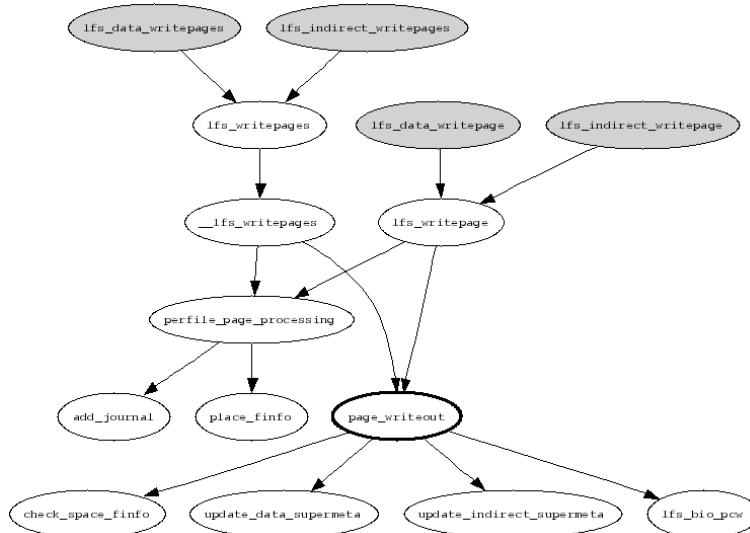 lfs_data_writepages
lfs_indirect_writepages
lfs_writepages
lfs_data_writepage
lfs_indirect_writepage
__lfs_writepages
lfs_writepage
perfile_page_processing
add_journal
place_finfo
page_writeout
check_space_finfo
update_data_supermeta
update_indirect_supermeta
lfs_bio_pcw